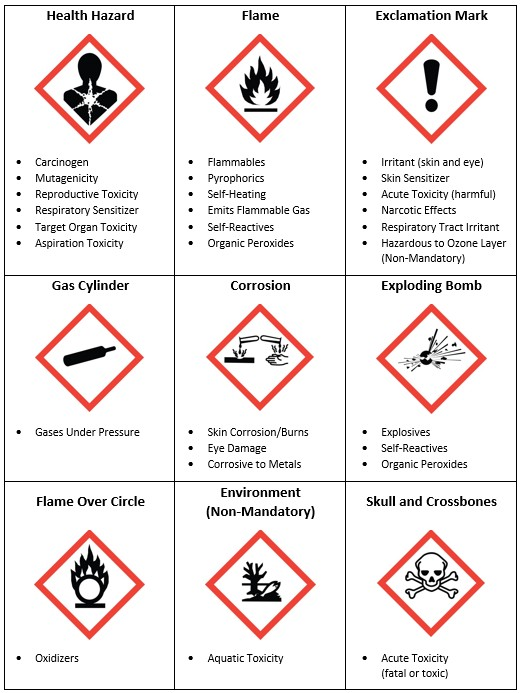 Health Hazard
• Carcinogen
• Mutagenicity
• Reproductive Toxicity
• Respiratory Sensitizer
• Target Organ Toxicity
• Aspiration Toxicity
Flame
• Flammables
• Pyrophorics
• Self-Heating
• Emits Flammable Gas
• Self-Reactives
• Organic Peroxides
Exclamation Mark
• Irritant (skin and eye)
• Skin Sensitizer
• Acute Toxicity (harmful)
• Narcotic Effects
• Respiratory Tract Irritant
• Hazardous to Ozone Layer
(Non-Mandatory)
Gas Cylinder
• Gases Under Pressure
Corrosion
• Skin Corrosion/Burns
• Eye Damage
• Corrosive to Metals
Exploding Bomb
• Explosives
• Self-Reactives
• Organic Peroxides
Flame Over Circle
• Oxidizers
Environment
(Non-Mandatory)
• Aquatic Toxicity
Skull and Crossbones
• Acute Toxicity
(fatal or toxic)